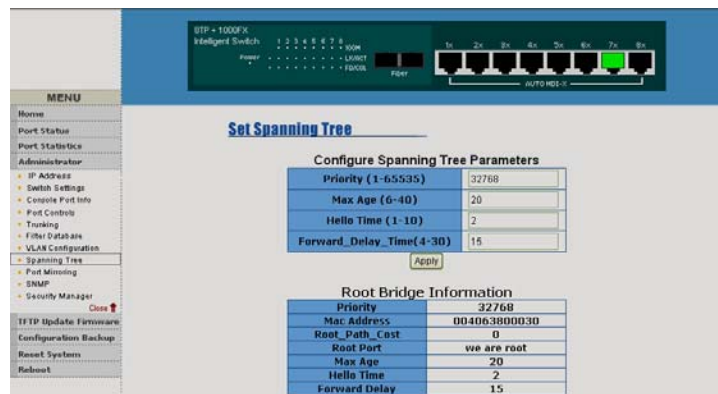 UTP + 1000FX
Intelligent Switch 1 2 3 4 5 6 7 8
100M
Power LK/ACT
FD/COL
Fiber
1x 2x 3x 4x 5x 6x 7x 8x
AUTO MDI-X
MENU
Home
Port Status
Port Statistics
Administrator
IP Address
Switch Settings
Console Port Info
Port Controls
Trunking
Filter Database
VLAN Configuration
Spanning Tree
Port Mirroring
SNMP
Security Manager
Close
TFTP Update Firmware
Configuration Backup
Reset System
Reboot
Set Spanning Tree
Configure Spanning Tree Parameters
Priority (1-65535) 32768
Max Age (6-40) 20
Hello Time (1-10) 2
Forward_Delay_Time(4-30) 15
Apply
Root Bridge Information
Priority 32768
Mac Address 004063800030
Root_Path_Cost 0
Root Port we are root
Max Age 20
Hello Time 2
Forward Delay 15